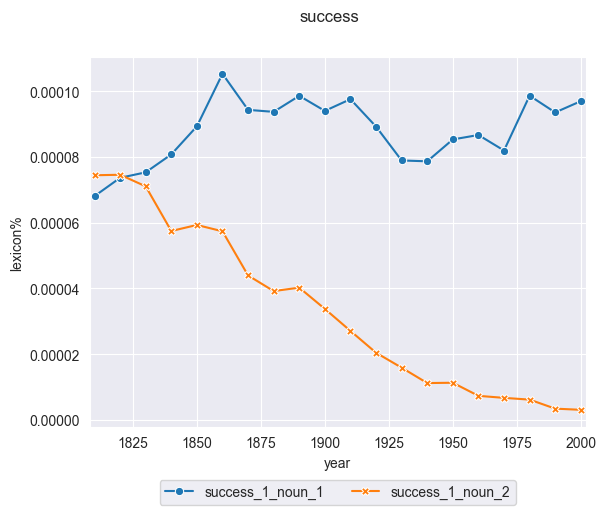 success
0.00010
0.00008
0.00006
0.00004
0.00002
0.00000
lexicon%
1825 1850 1875 1900 1925 1950 1975 2000
year
success_1_noun_1 success_1_noun_2